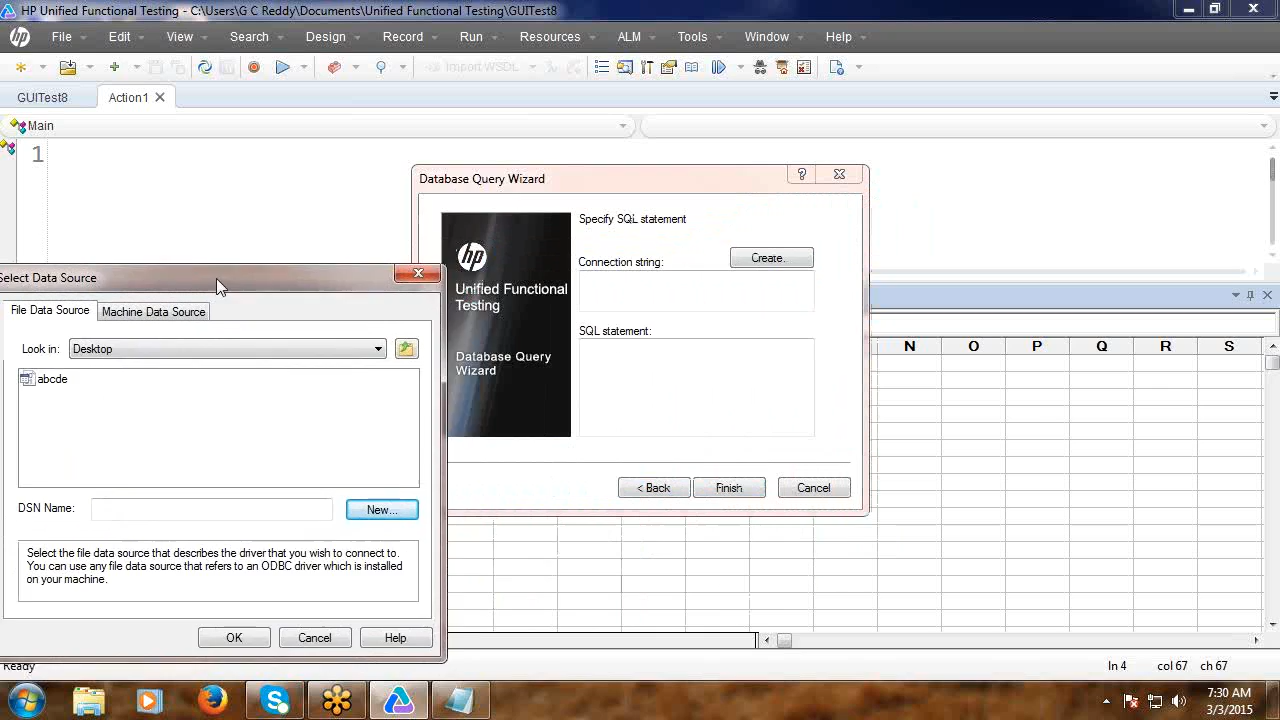 HP Unified Functional Testing - C:\Users\G C Reddy\Documents\Unified Functional Testing\GUITest8
hp File Edit View Search Design Record Run Resources ALM Tools Window Help
Import WSDL
GUITest8 Action1
Main
1
Database Query Wizard
?
Specify SQL statement
Connection string: Create.
hp
Unified Functional
Testing
SQL statement:
Database Query
Wizard
< Back Finish Cancel
Select Data Source
File Data Source Machine Data Source
Look in: Desktop
abcde
DSN Name: New...
Select the file data source that describes the driver that you wish to connect to.
You can use any file data source that refers to an ODBC driver which is installed
on your machine.
OK Cancel Help
N O P Q R S
Ready
ln 4 col 67 ch 67
7:30 AM
3/3/2015